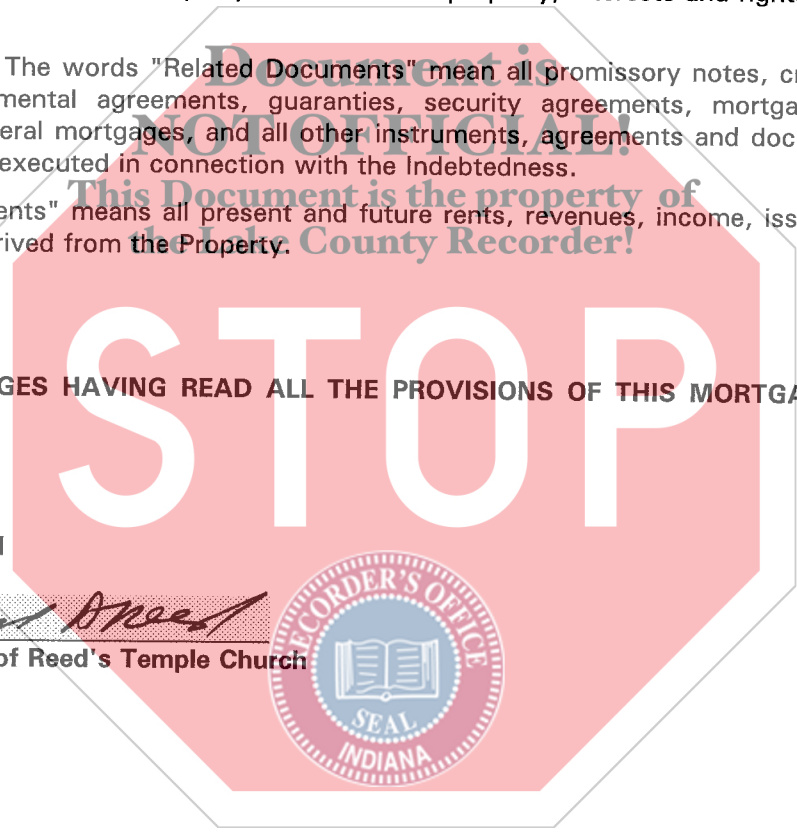 Document is
The words "Related Documents" mean all promissory notes, cr
mental agreements, guaranties, security agreements, mortga
NOT OFFICIAL!
eral mortgages, and all other instruments, agreements and doc
executed in connection with the Indebtedness.
This Document is the property of
ents" means all present and future rents, revenues, income, iss
the Lake County Recorder!
rived from the Property.
STOP
GES HAVING READ ALL THE PROVISIONS OF THIS MORTGA
of Reed's Temple Church
RECORDER'S OFFICE
SEAL
INDIANA